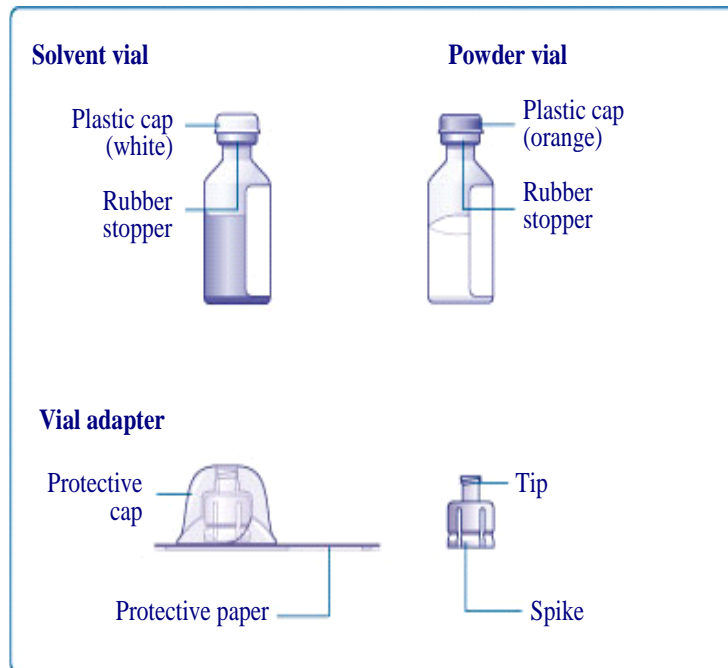 Solvent vial
Powder vial
Plastic cap
(white)
Plastic cap
(orange)
Rubber
stopper
Rubber
stopper
Vial adapter
Protective
cap
Tip
Protective paper
Spike